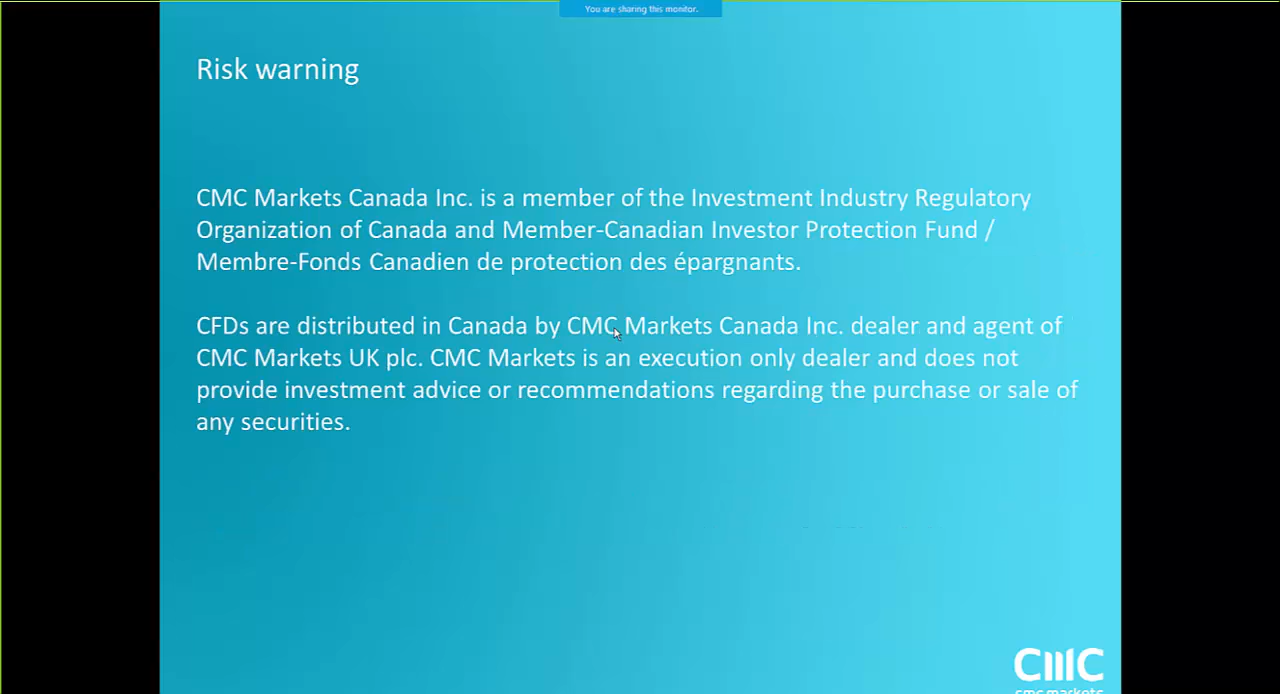 You are sharing this monitor.
Risk warning
CMC Markets Canada Inc. is a member of the Investment Industry Regulatory
Organization of Canada and Member-Canadian Investor Protection Fund /
Membre-Fonds Canadien de protection des épargnants.
CFDs are distributed in Canada by CMC Markets Canada Inc. dealer and agent of
CMC Markets UK plc. CMC Markets is an execution only dealer and does not
provide investment advice or recommendations regarding the purchase or sale of
any securities.
CMC
cmc markets